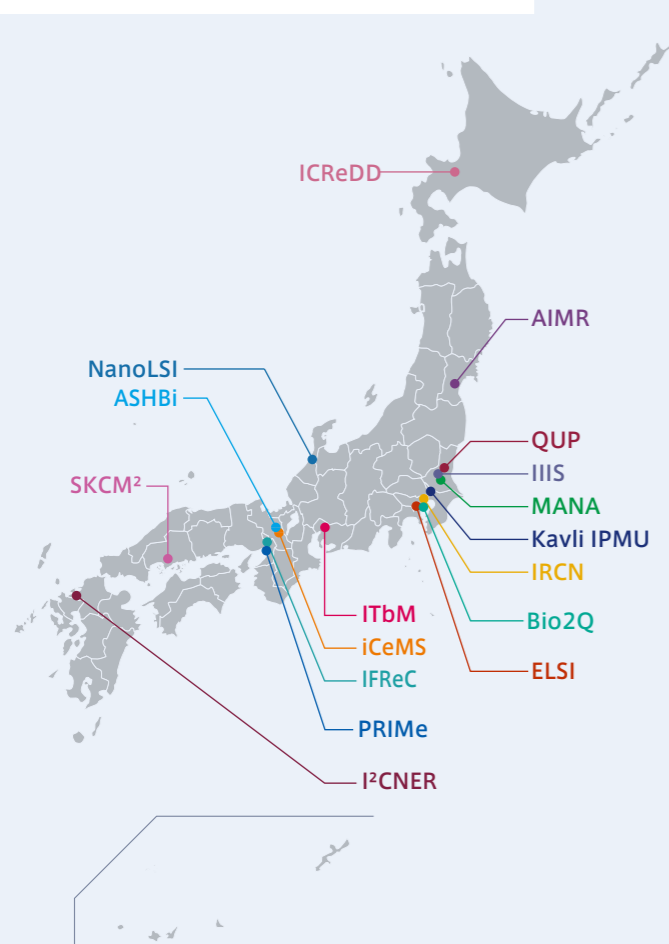 ICReDD
AIMR
NanoLSI
ASHBi
QUP
IIIS
SKCM²
MANA
Kavli IPMU
IRCN
ITbM
Bio2Q
iCeMS
ELSI
IFReC
PRIMe
I²CNER